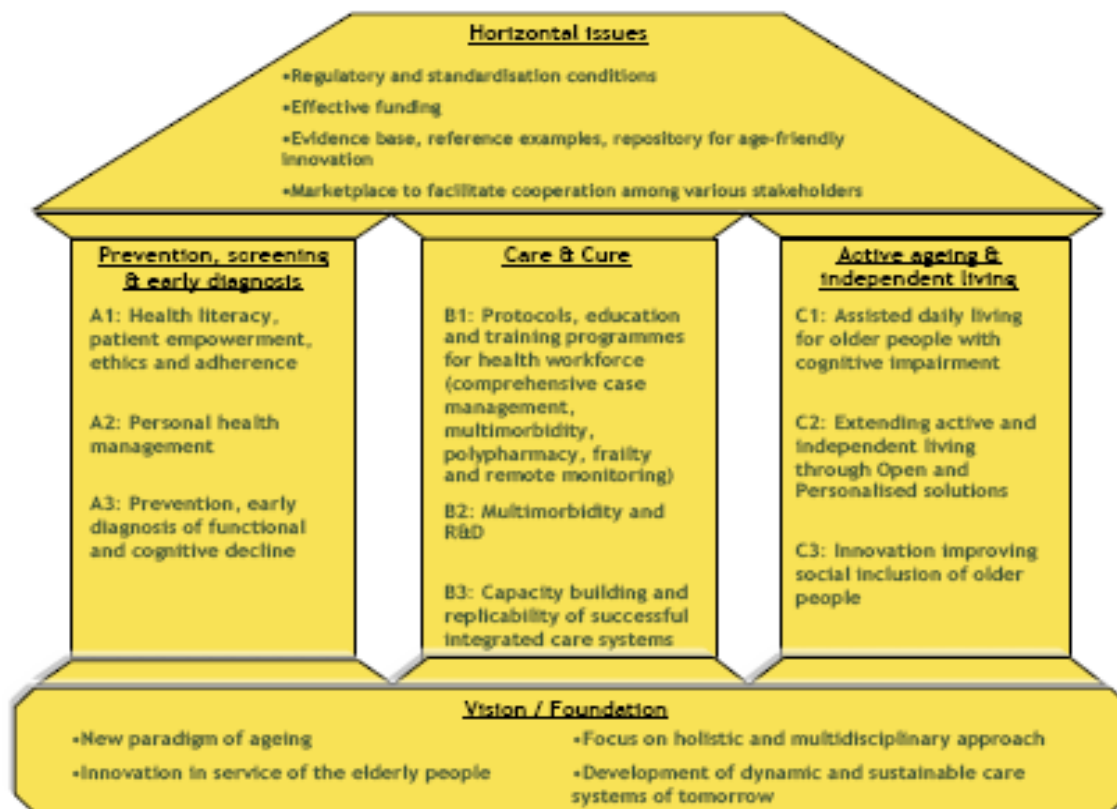 Horizontal issues
•Regulatory and standardisation conditions
•Effective funding
•Evidence base, reference examples, repository for age-friendly
innovation
•Marketplace to facilitate cooperation among various stakeholders
Prevention, screening
& early diagnosis
A1: Health literacy,
patient empowerment,
ethics and adherence
A2: Personal health
management
A3: Prevention, early
diagnosis of functional
and cognitive decline
Care & Cure
B1: Protocols, education
and training programmes
for health workforce
(comprehensive case
management,
multimorbidity,
polypharmacy, frailty
and remote monitoring)
B2: Multimorbidity and
R&D
B3: Capacity building and
replicability of successful
integrated care systems
Active ageing &
independent living
C1: Assisted daily living
for older people with
cognitive impairment
C2: Extending active and
independent living
through Open and
Personalised solutions
C3: Innovation improving
social inclusion of older
people
Vision / Foundation
•New paradigm of ageing
•Innovation in service of the elderly people
•Focus on holistic and multidisciplinary approach
•Development of dynamic and sustainable care
systems of tomorrow